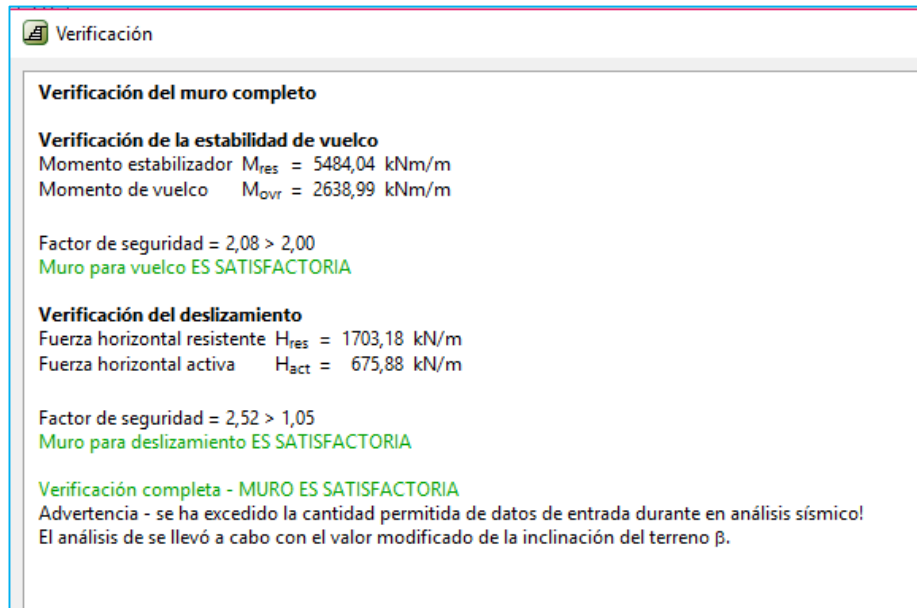 Verificación
Verificación del muro completo
Verificación de la estabilidad de vuelco
Momento estabilizador Mres = 5484,04 kNm/m
Momento de vuelco Movr = 2638,99 kNm/m
Factor de seguridad = 2,08 > 2,00
Muro para vuelco ES SATISFACTORIA
Verificación del deslizamiento
Fuerza horizontal resistente Hres = 1703,18 kN/m
Fuerza horizontal activa Hact = 675,88 kN/m
Factor de seguridad = 2,52 > 1,05
Muro para deslizamiento ES SATISFACTORIA
Verificación completa - MURO ES SATISFACTORIA
Advertencia - se ha excedido la cantidad permitida de datos de entrada durante en análisis sísmico!
El análisis de se llevó a cabo con el valor modificado de la inclinación del terreno β.